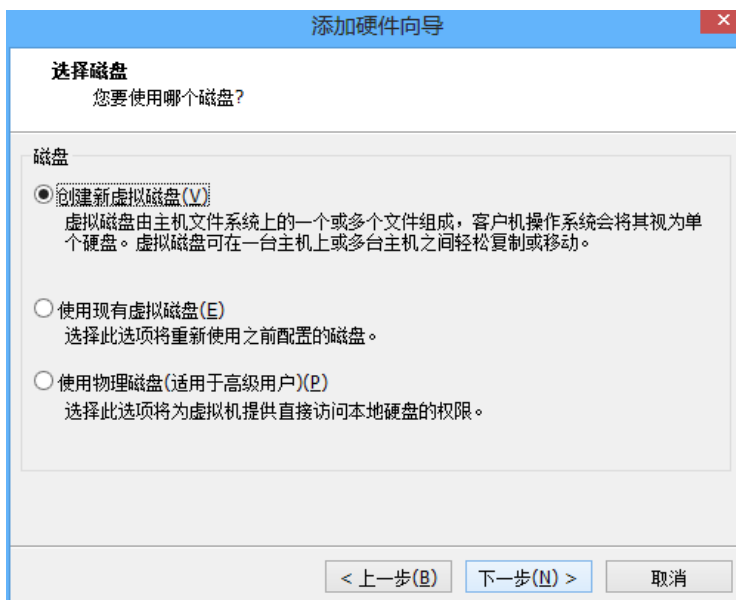 添加硬件向导
选择磁盘
您要使用哪个磁盘?
磁盘
创建新虚拟磁盘(V)
虚拟磁盘由主机文件系统上的一个或多个文件组成，客户机操作系统会将其视为单
个硬盘。虚拟磁盘可在一台主机上或多台主机之间轻松复制或移动。
使用现有虚拟磁盘(E)
选择此选项将重新使用之前配置的磁盘。
使用物理磁盘(适用于高级用户)(P)
选择此选项将为虚拟机提供直接访问本地硬盘的权限。
< 上一步(B) 下一步(N) > 取消